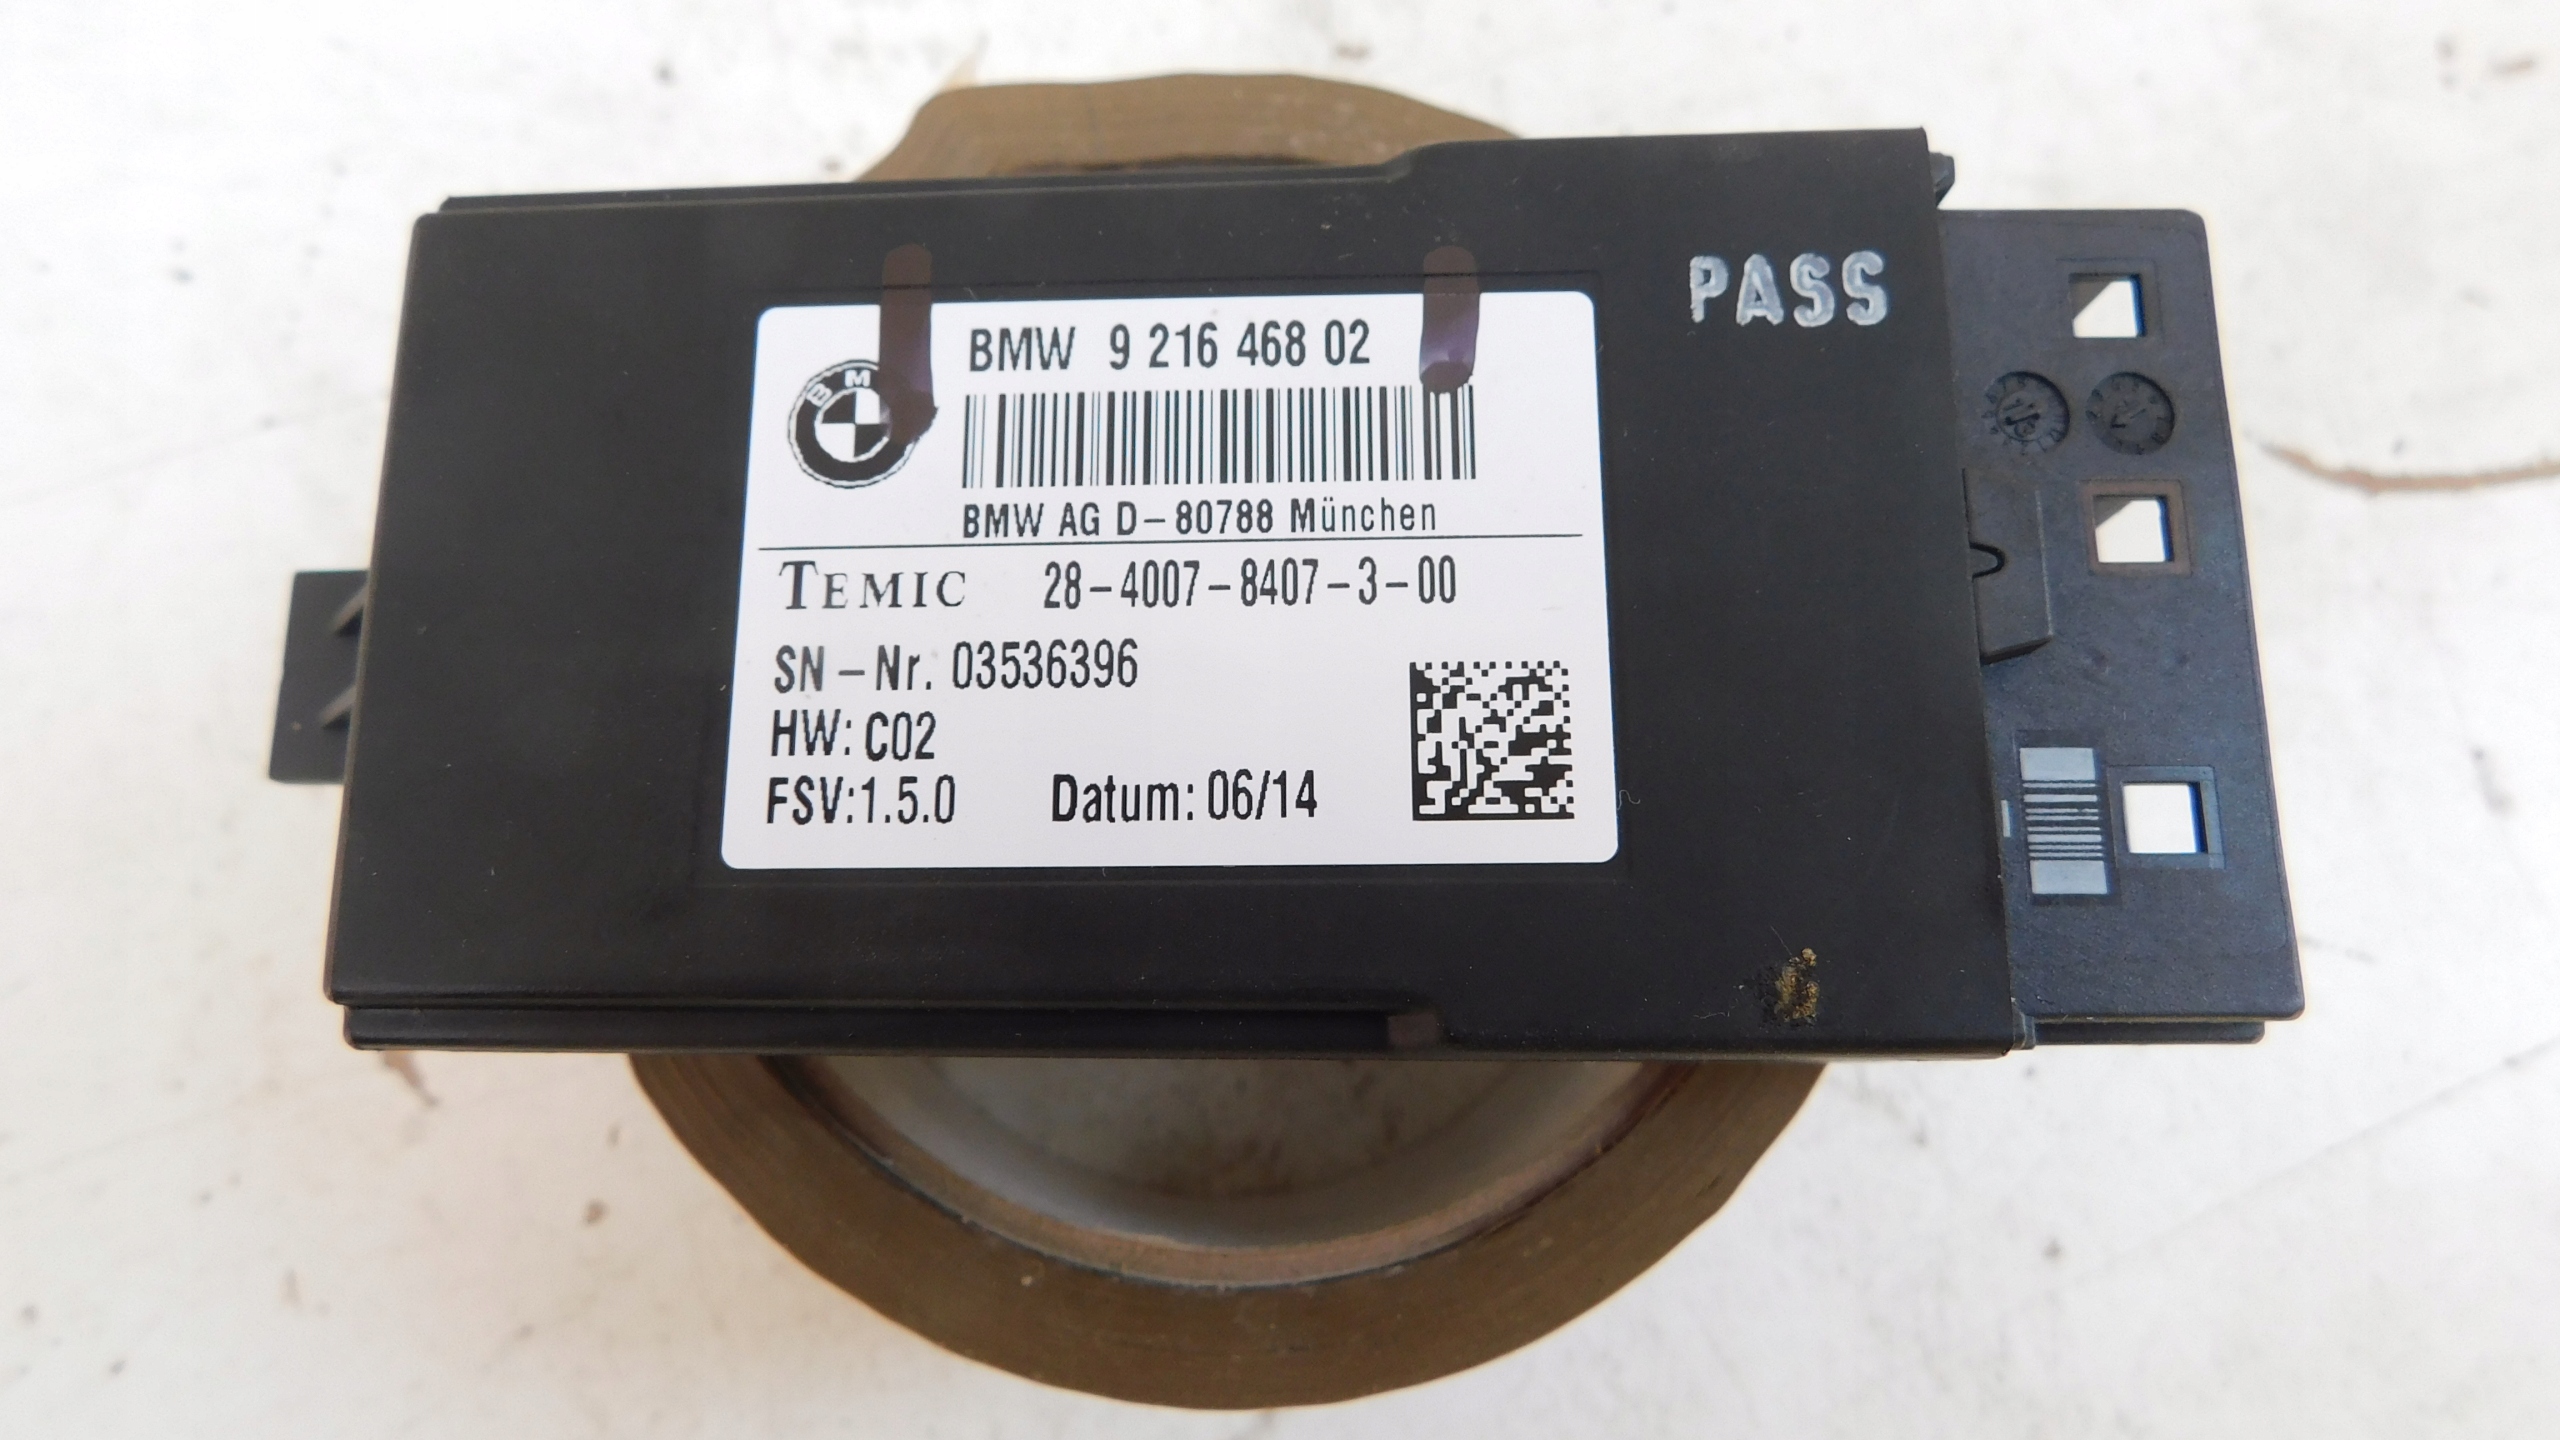 PASS
BMW 9 216 468 02
BM
BMW AG D-80788 München
TEMIC 28-4007-8407-3-00
SN-Nr. 03536396
HW: C02
FSV:1.5.0 Datum: 06/14